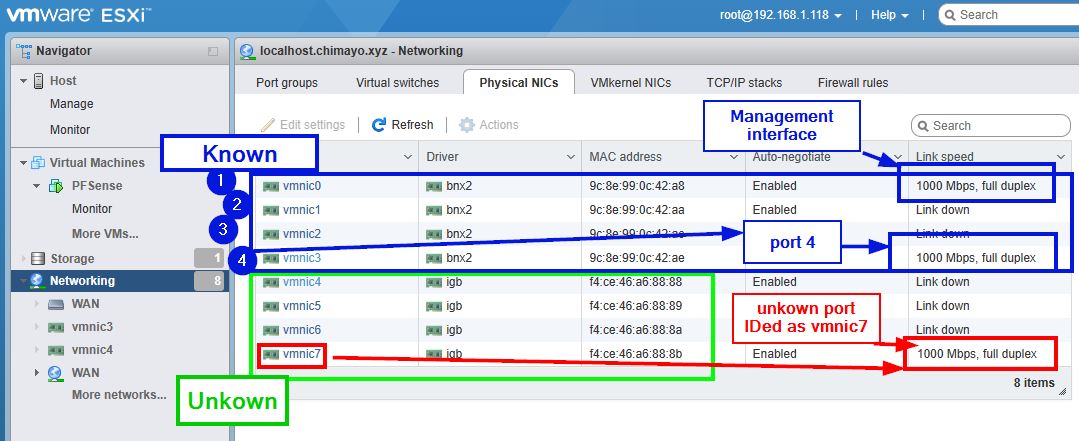 vmware ESXi
root@192.168.1.118
Help
Search
Navigator
localhost.chimayo.xyz - Networking
Host
Manage
Monitor
Virtual Machines
PFSense
Monitor
More VMs...
Storage 1
Networking 8
WAN
vmnic3
vmnic4
WAN
More networks...
Port groups Virtual switches Physical NICs VMkernel NICs TCP/IP stacks Firewall rules
Edit settings Refresh Actions
Search
Known
Management
interface
Driver MAC address Auto-negotiate Link speed
1 vmnic0 bnx2 9c:8e:99:0c:42:a8 Enabled 1000 Mbps, full duplex
2 vmnic1 bnx2 9c:8e:99:0c:42:aa Enabled Link down
3 vmnic2 bnx2 9c:8e:99:0c:42:ac Link down
port 4
4 vmnic3 bnx2 9c:8e:99:0c:42:ae Enabled 1000 Mbps, full duplex
vmnic4 igb f4:ce:46:a6:88:88 Enabled Link down
vmnic5 igb f4:ce:46:a6:88:89 Link down
vmnic6 igb f4:ce:46:a6:88:8a Link down
unkown port
IDed as vmnic7
vmnic7 igb f4:ce:46:a6:88:8b Enabled 1000 Mbps, full duplex
8 items
Unkown